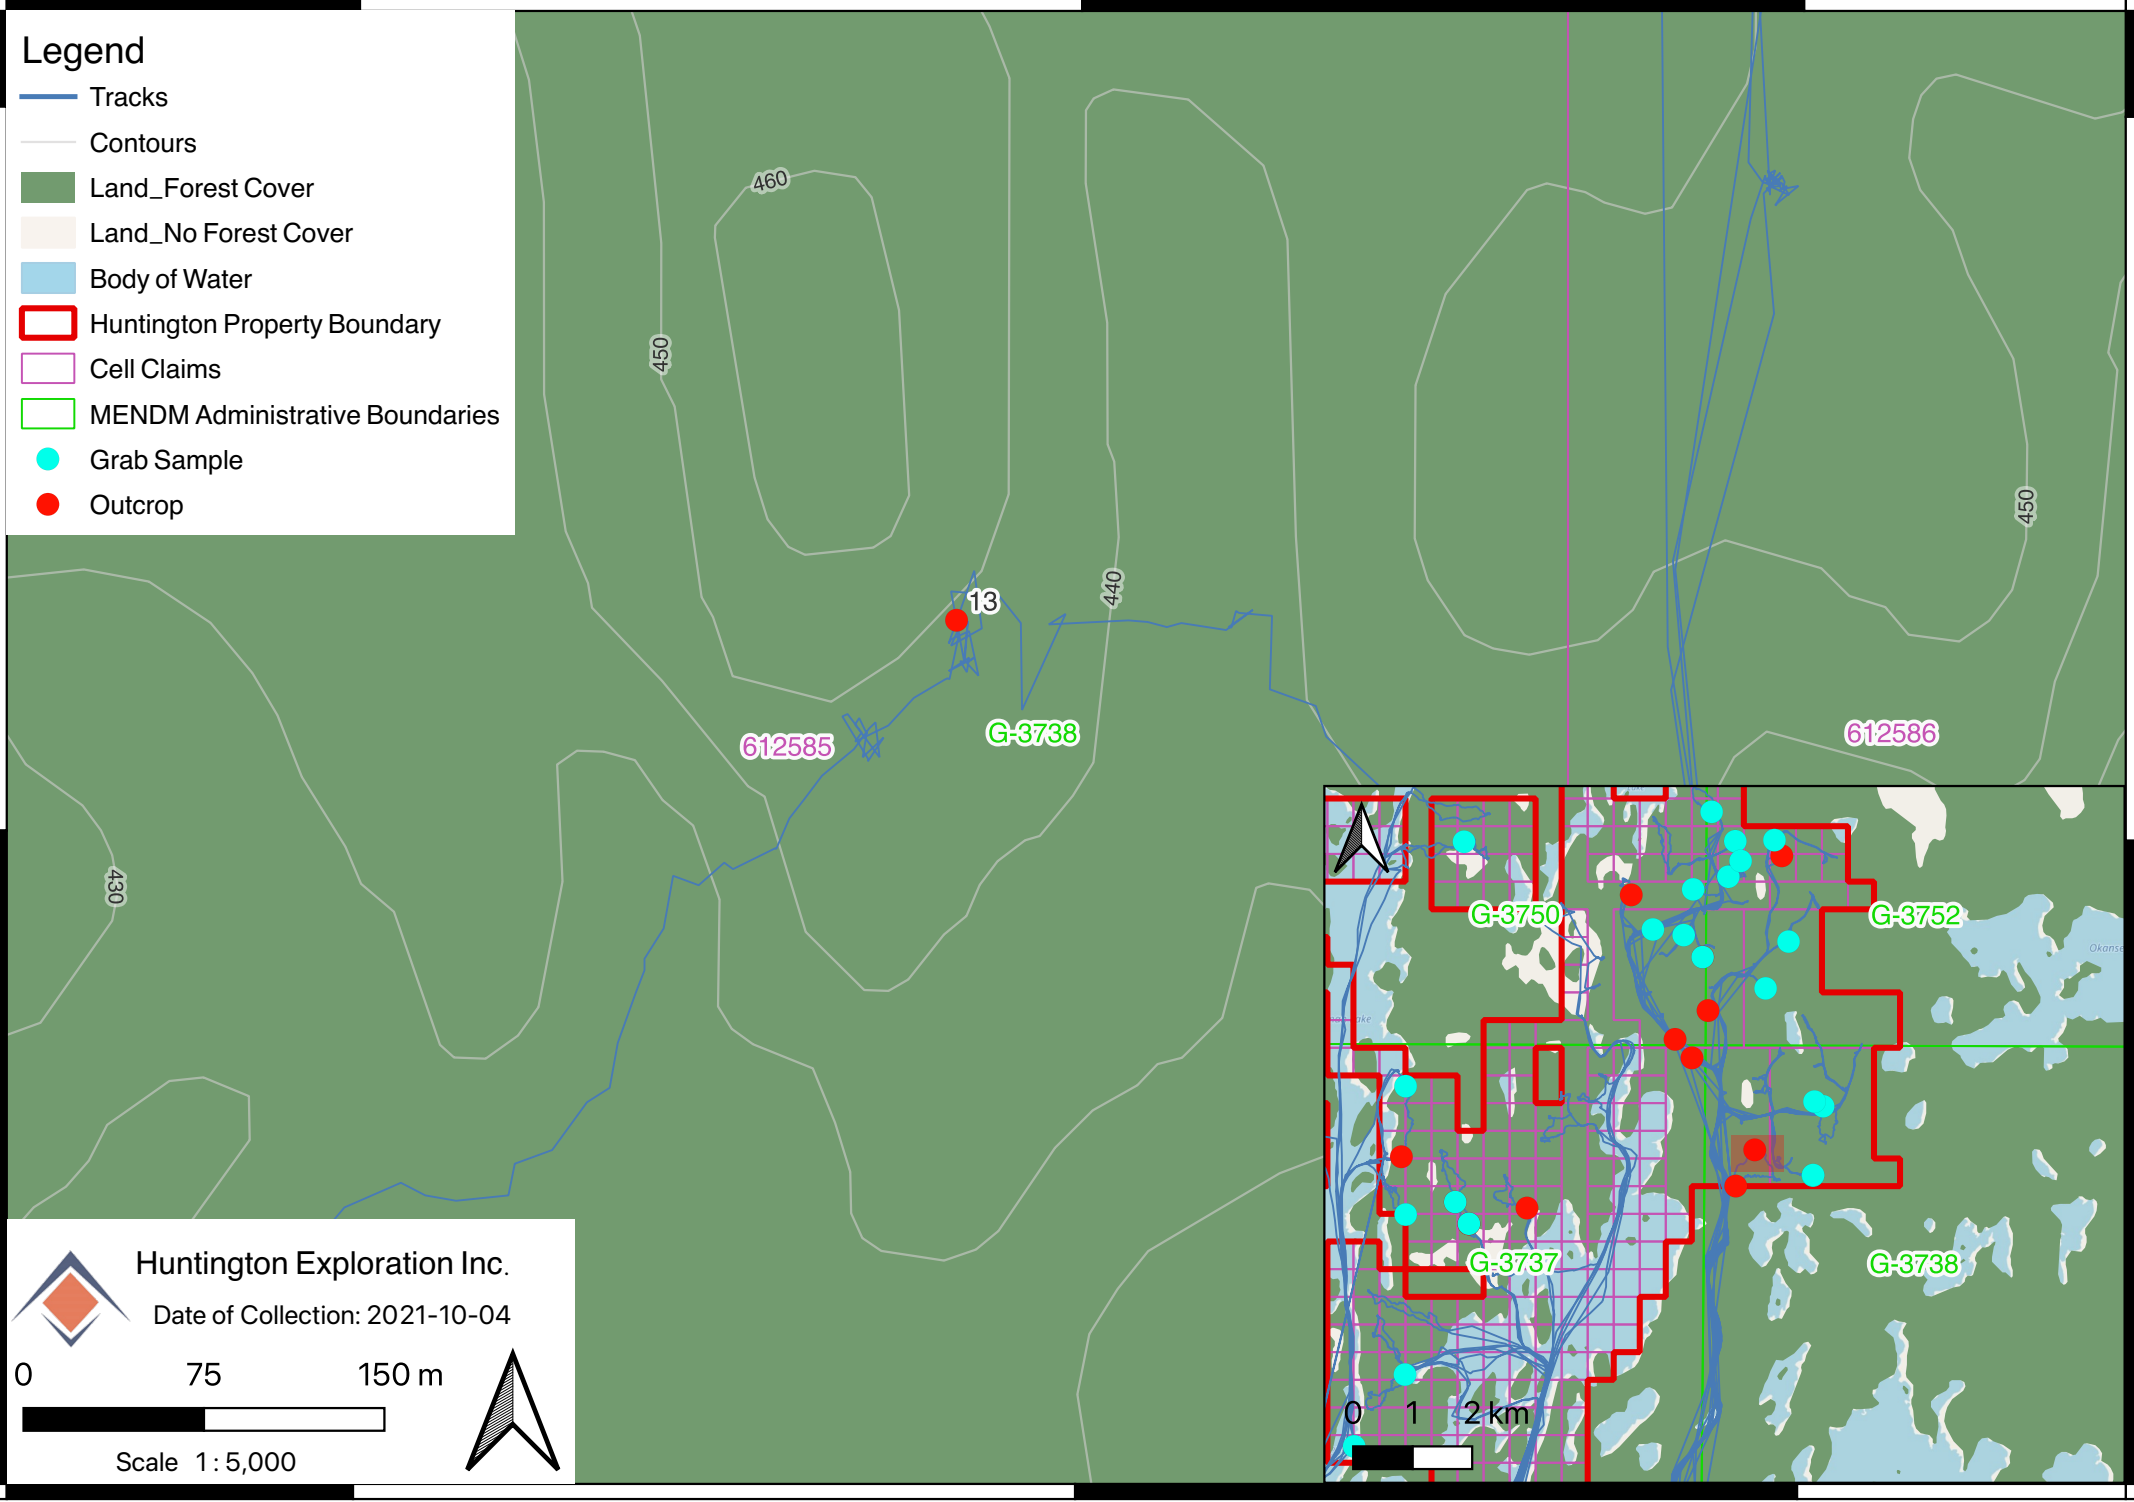 Legend
Tracks
Contours
Land_Forest Cover
Land_No Forest Cover
Body of Water
Huntington Property Boundary
Cell Claims
MENDM Administrative Boundaries
Grab Sample
Outcrop
460
450
450
440
13
430
612585
G-3738
612586
G-3750
G-3752
G-3737
G-3738
0 1 2 km
Huntington Exploration Inc.
Date of Collection: 2021-10-04
0 75 150 m
Scale 1 : 5,000